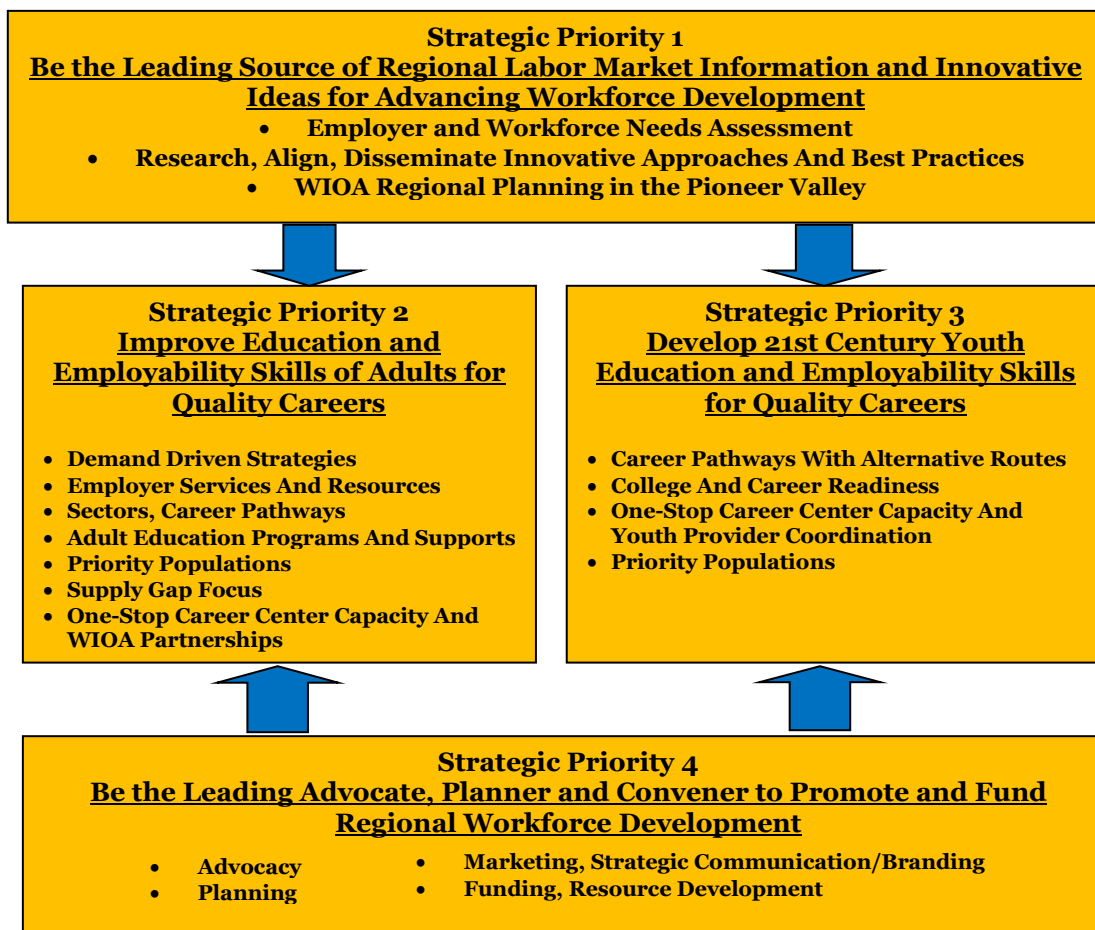 Strategic Priority 1
Be the Leading Source of Regional Labor Market Information and Innovative
Ideas for Advancing Workforce Development
• Employer and Workforce Needs Assessment
• Research, Align, Disseminate Innovative Approaches And Best Practices
• WIOA Regional Planning in the Pioneer Valley
Strategic Priority 2
Improve Education and
Employability Skills of Adults for
Quality Careers
• Demand Driven Strategies
• Employer Services And Resources
• Sectors, Career Pathways
• Adult Education Programs And Supports
• Priority Populations
• Supply Gap Focus
• One-Stop Career Center Capacity And
WIOA Partnerships
Strategic Priority 3
Develop 21st Century Youth
Education and Employability Skills
for Quality Careers
• Career Pathways With Alternative Routes
• College And Career Readiness
• One-Stop Career Center Capacity And
Youth Provider Coordination
• Priority Populations
Strategic Priority 4
Be the Leading Advocate, Planner and Convener to Promote and Fund
Regional Workforce Development
• Advocacy
• Planning
• Marketing, Strategic Communication/Branding
• Funding, Resource Development